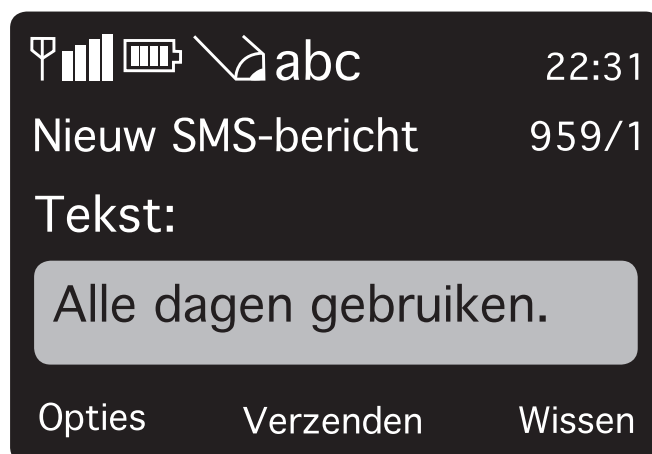 abc 22:31
Nieuw SMS-bericht 959/1
Tekst:
Alle dagen gebruiken.
Opties Verzenden Wissen